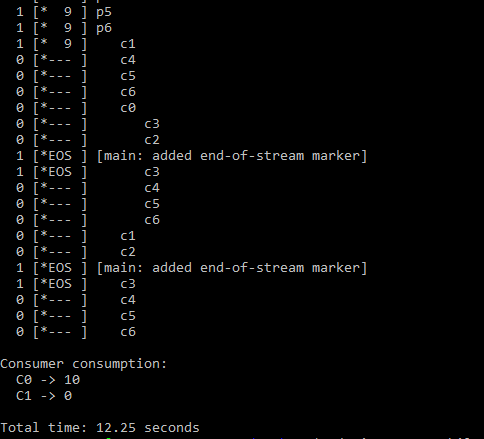 1 [*  9 ] p5
1 [*  9 ] p6
1 [*  9 ]    c1
0 [*--- ]    c4
0 [*--- ]    c5
0 [*--- ]    c6
0 [*--- ]    c0
0 [*--- ]       c3
0 [*--- ]       c2
1 [*EOS ] [main: added end-of-stream marker]
1 [*EOS ]       c3
0 [*--- ]       c4
0 [*--- ]       c5
0 [*--- ]       c6
0 [*--- ]    c1
0 [*--- ]    c2
1 [*EOS ] [main: added end-of-stream marker]
1 [*EOS ]    c3
0 [*--- ]    c4
0 [*--- ]    c5
0 [*--- ]    c6
Consumer consumption:
C0 -> 10
C1 -> 0
Total time: 12.25 seconds